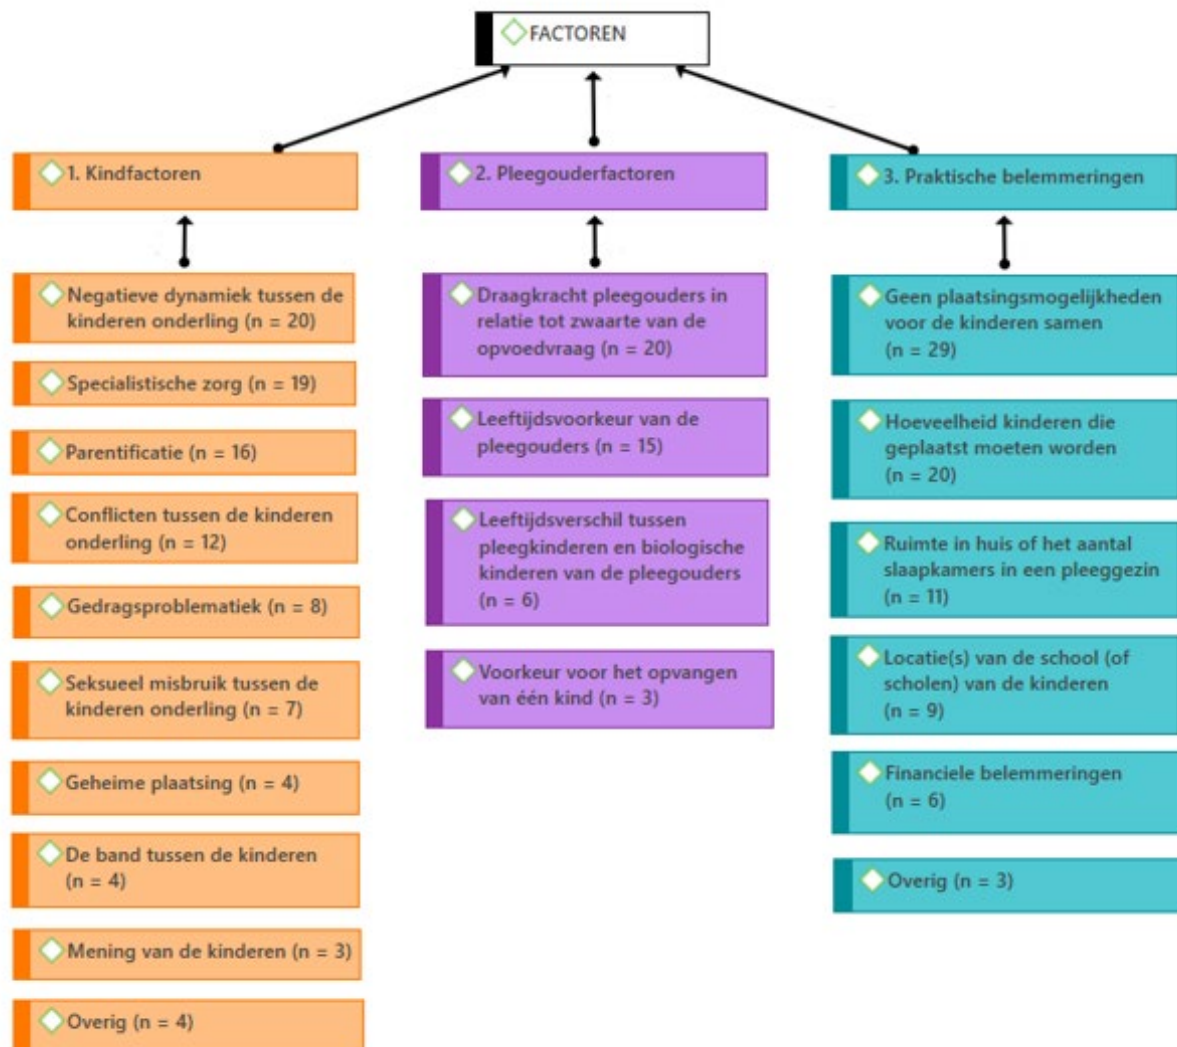 FACTOREN
1. Kindfactoren
Negatieve dynamiek tussen de
kinderen onderling (n = 20)
Specialistische zorg (n = 19)
Parentificatie (n = 16)
Conflicten tussen de kinderen
onderling (n = 12)
Gedragsproblematiek (n = 8)
Seksueel misbruik tussen de
kinderen onderling (n = 7)
Geheime plaatsing (n = 4)
De band tussen de kinderen
(n = 4)
Mening van de kinderen (n = 3)
Overig (n = 4)
2. Pleegouderfactoren
Draagkracht pleegouders in
relatie tot zwaarte van de
opvoedvraag (n = 20)
Leeftijdsvoorkeur van de
pleegouders (n = 15)
Leeftijdsverschil tussen
pleegkinderen en biologische
kinderen van de pleegouders
(n = 6)
Voorkeur voor het opvangen
van één kind (n = 3)
3. Praktische belemmeringen
Geen plaatsingsmogelijkheden
voor de kinderen samen
(n = 29)
Hoeveelheid kinderen die
geplaatst moeten worden
(n = 20)
Ruimte in huis of het aantal
slaapkamers in een pleeggezin
(n = 11)
Locatie(s) van de school (of
scholen) van de kinderen
(n = 9)
Financiele belemmeringen
(n = 6)
Overig (n = 3)